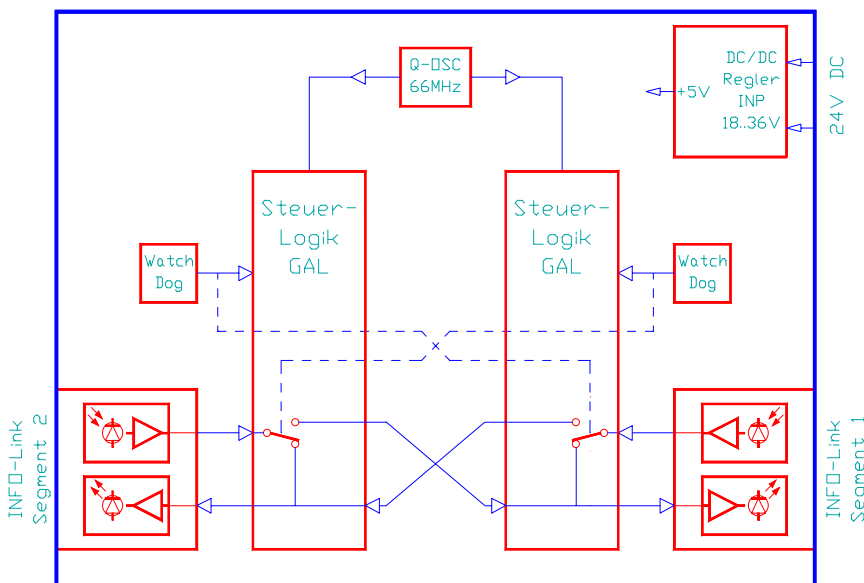 Q-OSC
66MHz
DC/DC
Regler
INP
18..36V
+5V
24V DC
Steuer-
Logik
GAL
Steuer-
Logik
GAL
Watch
Dog
Watch
Dog
INFO-Link
Segment 2
INFO-Link
Segment 1